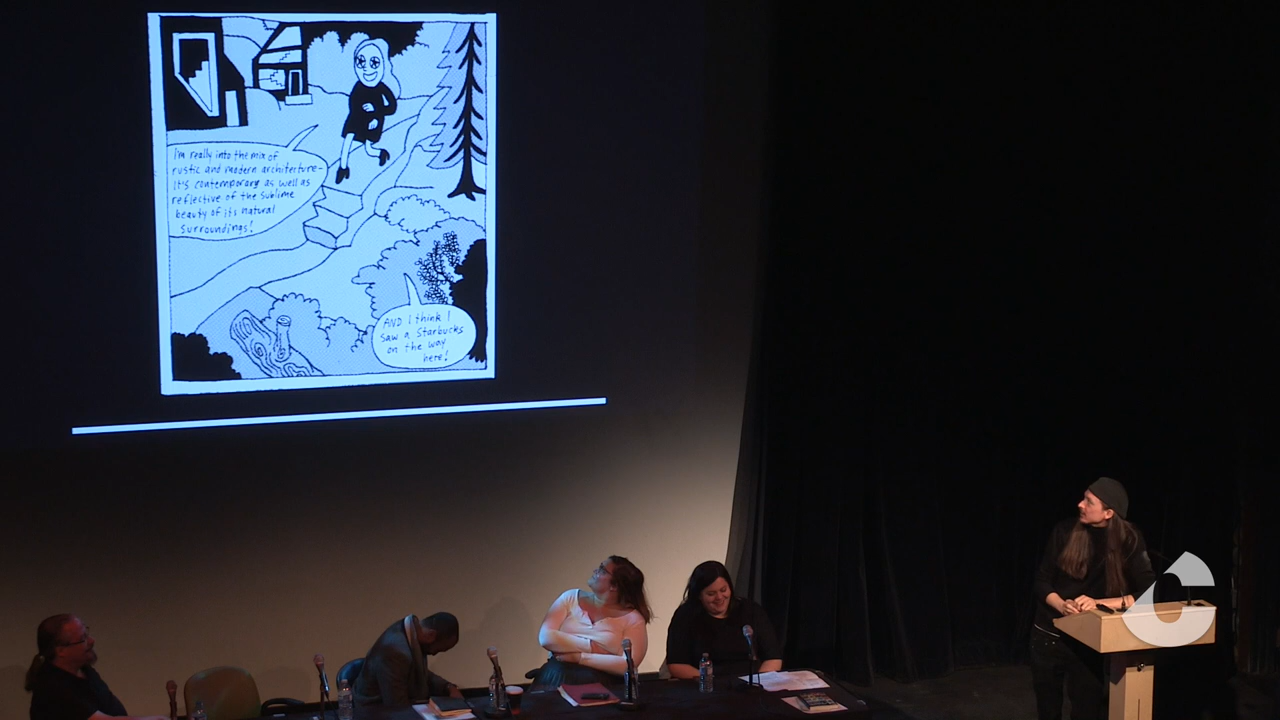 I'm really into the mix of
rustic and modern architecture-
It's contemporary as well as
reflective of the sublime
beauty of its natural
surroundings!
AND I think I
saw a Starbucks
on the way
here!